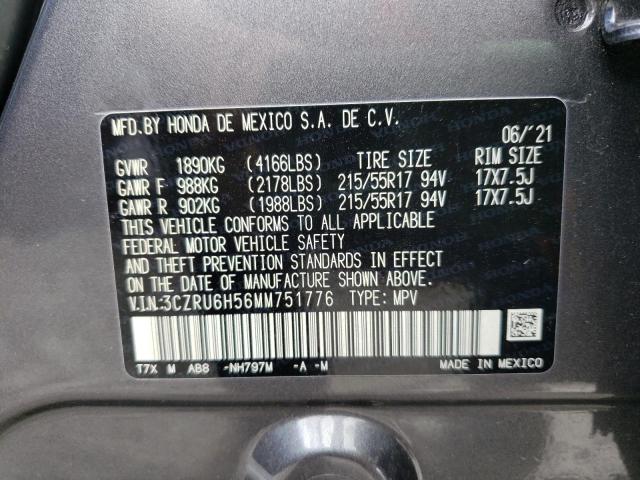 MFD.BY HONDA DE MEXICO S.A. DE C.V.
06/'21
GVWR 1890KG (4166LBS) TIRE SIZE RIM SIZE
GAWR F 988KG (2178LBS) 215/55R17 94V 17X7.5J
GAWR R 902KG (1988LBS) 215/55R17 94V 17X7.5J
THIS VEHICLE CONFORMS TO ALL APPLICABLE
FEDERAL MOTOR VEHICLE SAFETY
AND THEFT PREVENTION STANDARDS IN EFFECT
ON THE DATE OF MANUFACTURE SHOWN ABOVE.
V.I.N.:3CZRU6H56MM751776 TYPE: MPV
T7X M AB8 -NH797M -A -M MADE IN MEXICO